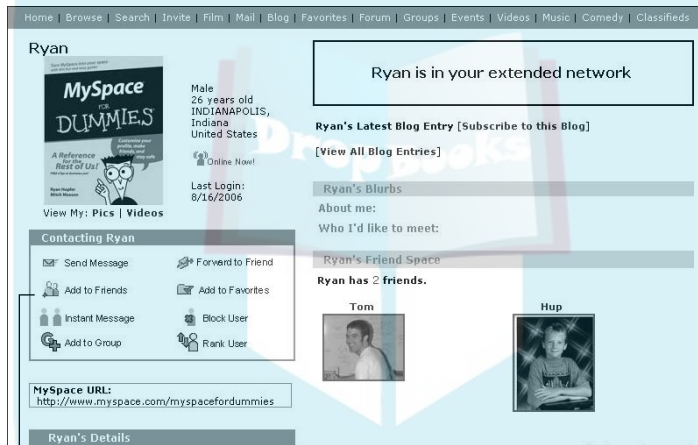 Home | Browse | Search | Invite | Film | Mail | Blog | Favorites | Forum | Groups | Events | Videos | Music | Comedy | Classifieds
Ryan
MySpace
FOR
DUMMIES
A Reference
for the
Rest of Us!
Ryan Hupfer
Mitch Maxson
Male
26 years old
INDIANAPOLIS,
Indiana
United States
Online Now!
Last Login:
8/16/2006
View My: Pics | Videos
Contacting Ryan
Send Message
Forward to Friend
Add to Friends
Add to Favorites
Instant Message
Block User
Add to Group
Rank User
MySpace URL:
http://www.myspace.com/myspacefordummies
Ryan's Details
Ryan is in your extended network
Ryan's Latest Blog Entry [Subscribe to this Blog]
[View All Blog Entries]
Ryan's Blurbs
About me:
Who I'd like to meet:
Ryan's Friend Space
Ryan has 2 friends.
Tom
Hup
DropBooks